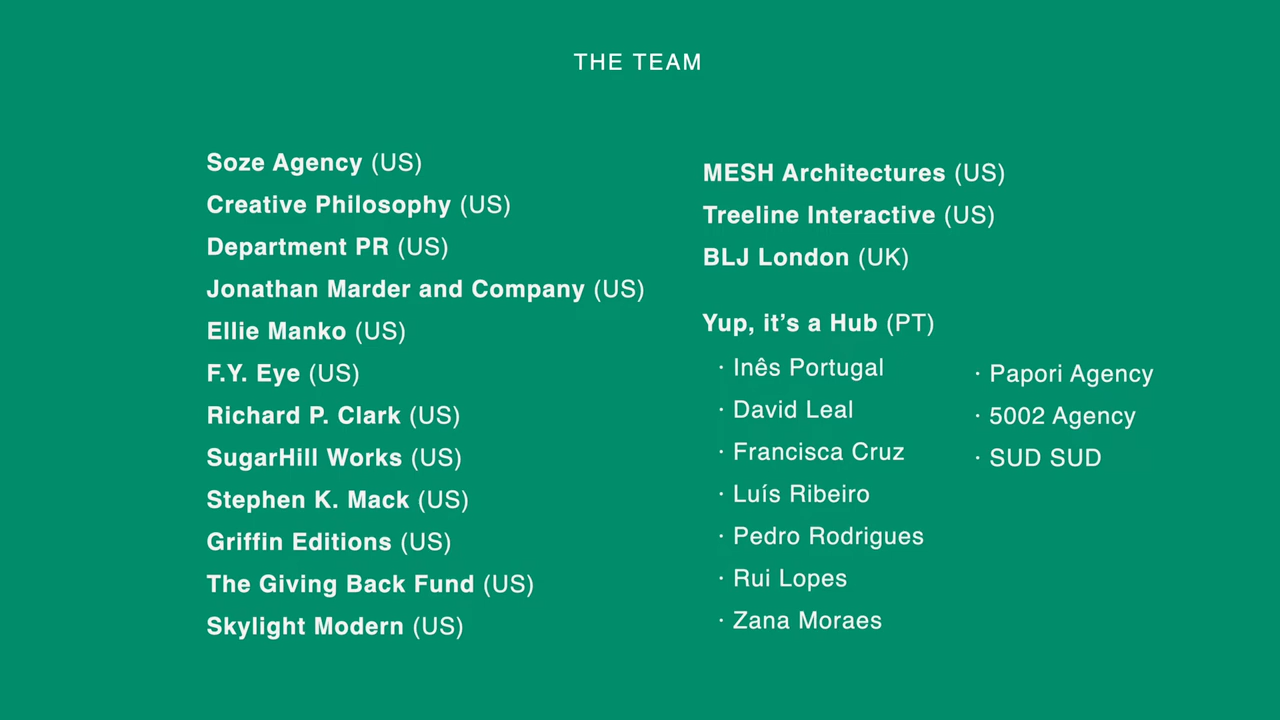 THE TEAM
Soze Agency (US)
Creative Philosophy (US)
Department PR (US)
Jonathan Marder and Company (US)
Ellie Manko (US)
F.Y. Eye (US)
Richard P. Clark (US)
SugarHill Works (US)
Stephen K. Mack (US)
Griffin Editions (US)
The Giving Back Fund (US)
Skylight Modern (US)
MESH Architectures (US)
Treeline Interactive (US)
BLJ London (UK)
Yup, it’s a Hub (PT)
· Inês Portugal
· David Leal
· Francisca Cruz
· Luís Ribeiro
· Pedro Rodrigues
· Rui Lopes
· Zana Moraes
· Papori Agency
· 5002 Agency
· SUD SUD